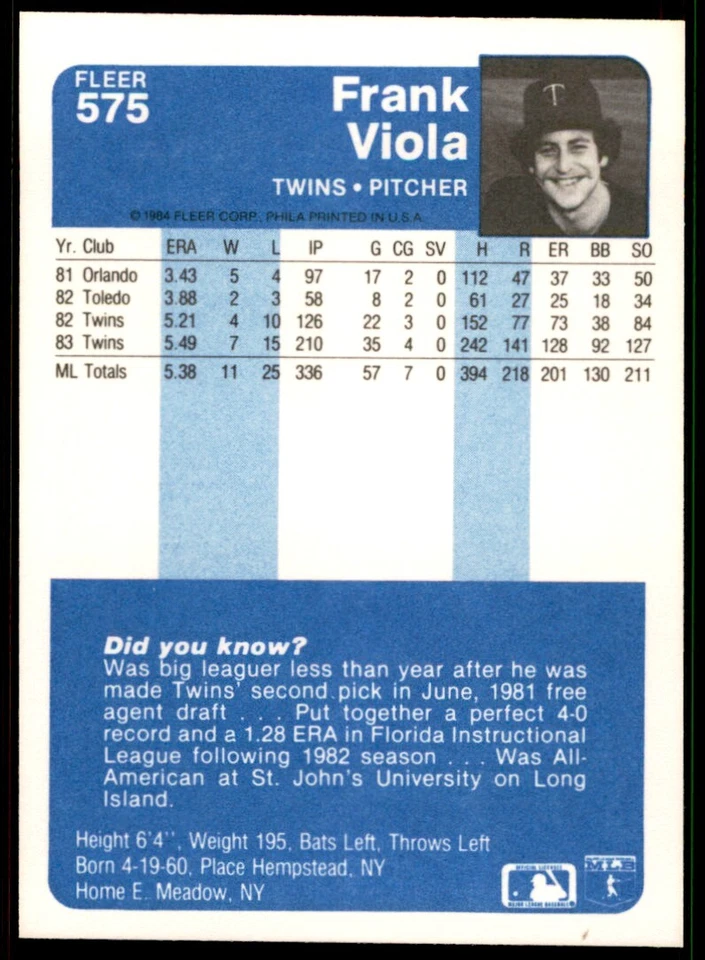 FLEER
575
Frank
Viola
TWINS • PITCHER
T
© 1984 FLEER CORP., PHILA PRINTED IN U.S.A.
Yr. Club ERA W L IP G CG SV H R ER BB SO
81 Orlando 3.43 5 4 97 17 2 0 112 47 37 33 50
82 Toledo 3.88 2 3 58 8 2 0 61 27 25 18 34
82 Twins 5.21 4 10 126 22 3 0 152 77 73 38 84
83 Twins 5.49 7 15 210 35 4 0 242 141 128 92 127
ML Totals 5.38 11 25 336 57 7 0 394 218 201 130 211
Did you know?
Was big leaguer less than year after he was
made Twins' second pick in June, 1981 free
agent draft . . . Put together a perfect 4-0
record and a 1.28 ERA in Florida Instructional
League following 1982 season . . . Was All-
American at St. John's University on Long
Island.
Height 6'4'', Weight 195, Bats Left, Throws Left
Born 4-19-60, Place Hempstead, NY
Home E. Meadow, NY
OFFICIAL LICENSEE
MAJOR LEAGUE BASEBALL
MLB